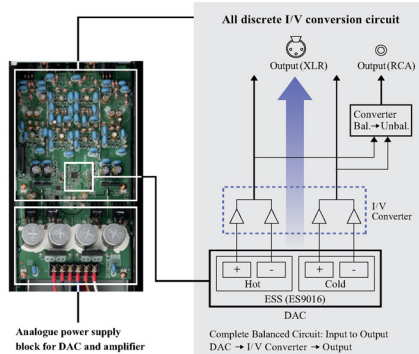 All discrete I/V conversion circuit
Output (XLR)
Output (RCA)
Converter
Bal.→Unbal.
I/V
Converter
+
-
+
-
Hot
Cold
ESS (ES9016)
DAC
Analogue power supply
block for DAC and amplifier
Complete Balanced Circuit: Input to Output
DAC → I/V Converter → Output